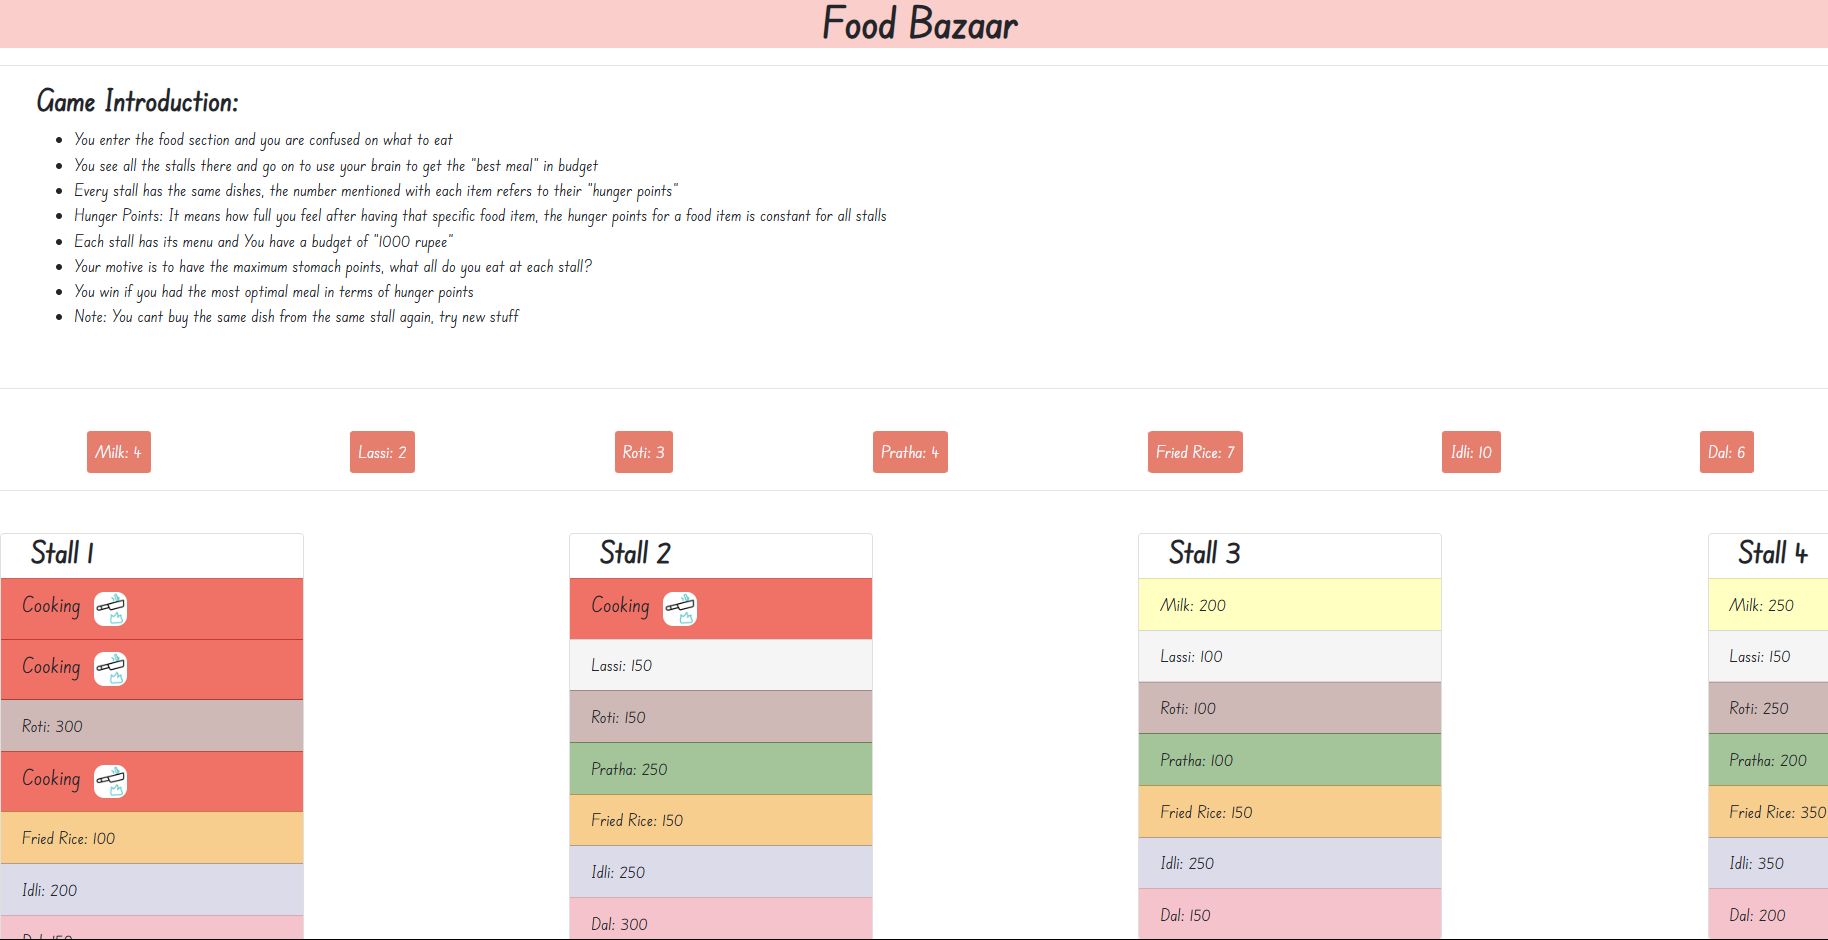 Food Bazaar
Game Introduction:
You enter the food section and you are confused on what to eat
You see all the stalls there and go on to use your brain to get the "best meal" in budget
Every stall has the same dishes, the number mentioned with each item refers to their "hunger points"
Hunger Points: It means how full you feel after having that specific food item, the hunger points for a food item is constant for all stalls
Each stall has its menu and You have a budget of "1000 rupee"
Your motive is to have the maximum stomach points, what all do you eat at each stall?
You win if you had the most optimal meal in terms of hunger points
Note: You cant buy the same dish from the same stall again, try new stuff
Milk: 4
Lassi: 2
Roti: 3
Pratha: 4
Fried Rice: 7
Idli: 10
Dal: 6
Stall 1
Cooking
Cooking
Roti: 300
Cooking
Fried Rice: 100
Idli: 200
Dal: 150
Stall 2
Cooking
Lassi: 150
Roti: 150
Pratha: 250
Fried Rice: 150
Idli: 250
Dal: 300
Stall 3
Milk: 200
Lassi: 100
Roti: 100
Pratha: 100
Fried Rice: 150
Idli: 250
Dal: 150
Stall 4
Milk: 250
Lassi: 150
Roti: 250
Pratha: 200
Fried Rice: 350
Idli: 350
Dal: 200